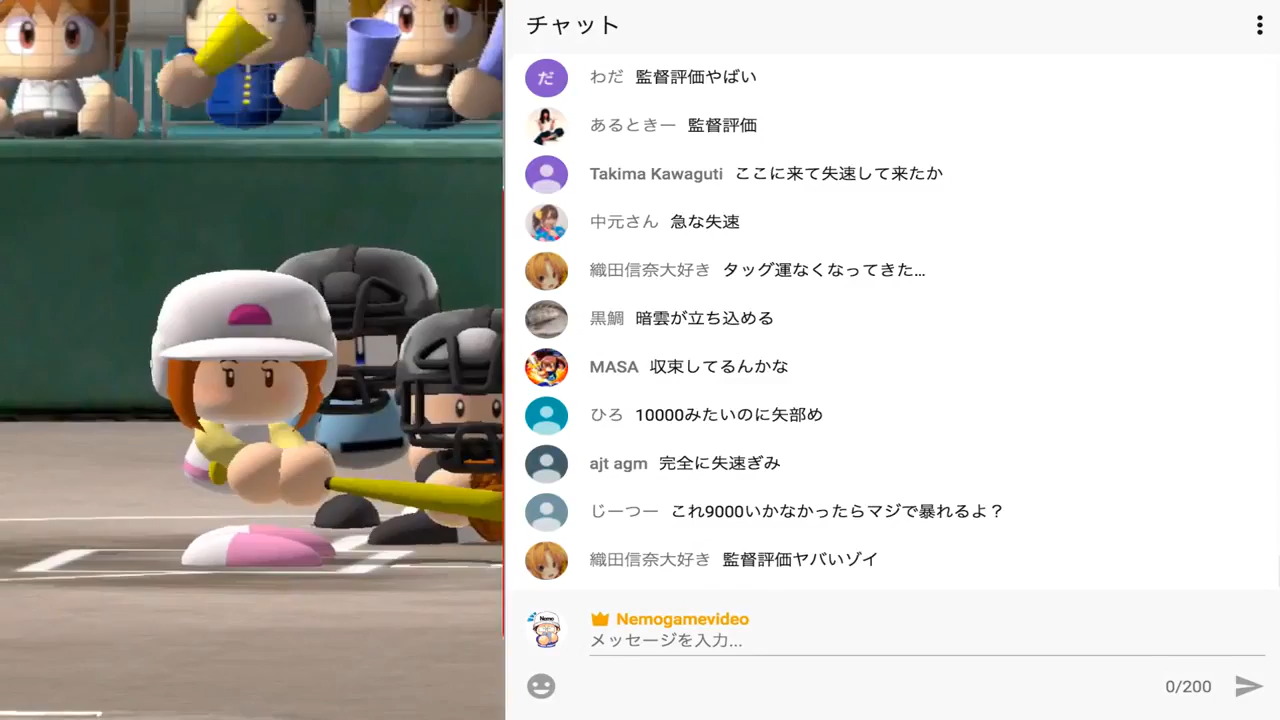 チャット
だ わだ 監督評価やばい
あるときー 監督評価
Takima Kawaguti ここに来て失速して来たか
中元さん 急な失速
織田信奈大好き タッグ運なくなってきた...
黒鯛 暗雲が立ち込める
MASA 収束してるんかな
ひろ 10000みたいのに矢部め
ajt agm 完全に失速ぎみ
じーつー これ9000いかなかったらマジで暴れるよ？
織田信奈大好き 監督評価ヤバいゾイ
Nemo Nemogamevideo
メッセージを入力...
0/200